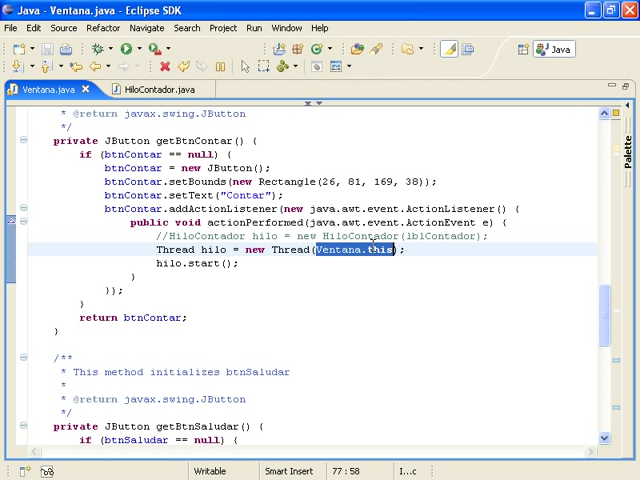 Java - Ventana.java - Eclipse SDK
File Edit Source Refactor Navigate Search Project Run Window Help
Java
Ventana.java HiloContador.java
* @return javax.swing.JButton
*/
private JButton getBtnContar() {
if (btnContar == null) {
btnContar = new JButton();
btnContar.setBounds(new Rectangle(26, 81, 169, 38));
btnContar.setText("Contar");
btnContar.addActionListener(new java.awt.event.ActionListener() {
public void actionPerformed(java.awt.event.ActionEvent e) {
//HiloContador hilo = new HiloContador(lblContador);
Thread hilo = new Thread(Ventana.this);
hilo.start();
}
});
}
return btnContar;
}
/**
* This method initializes btnSaludar
*
* @return javax.swing.JButton
*/
private JButton getBtnSaludar() {
if (btnSaludar == null) {
Palette
Writable Smart Insert 77 : 58 I...c